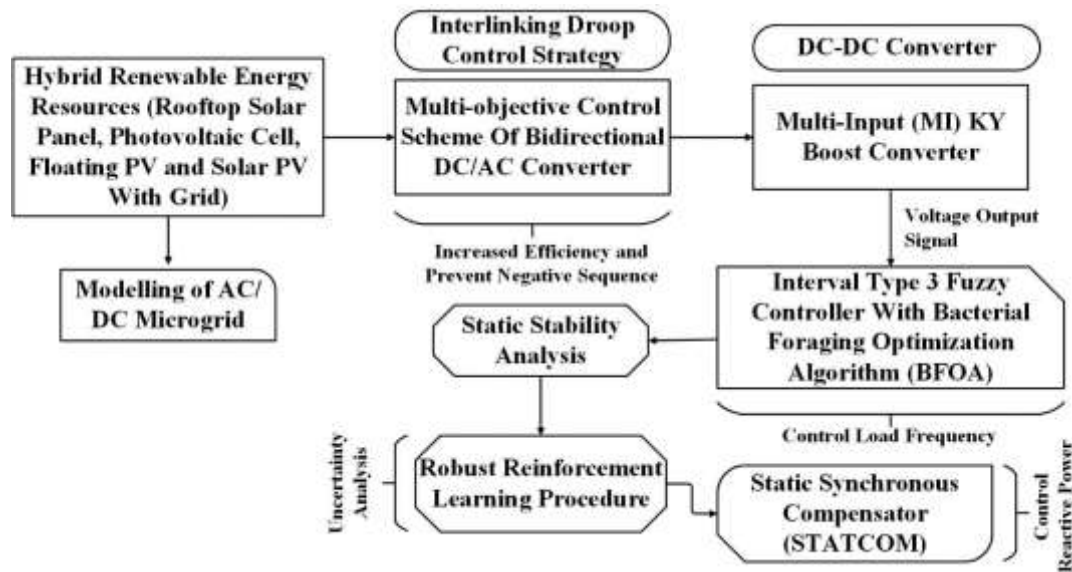 Interlinking Droop
Control Strategy
DC-DC Converter
Hybrid Renewable Energy
Resources (Rooftop Solar
Panel, Photovoltaic Cell,
Floating PV and Solar PV
With Grid)
Multi-objective Control
Scheme Of Bidirectional
DC/AC Converter
Multi-Input (MI) KY
Boost Converter
Increased Efficiency and
Prevent Negative Sequence
Voltage Output
Signal
Modelling of AC/
DC Microgrid
Static Stability
Analysis
Interval Type 3 Fuzzy
Controller With Bacterial
Foraging Optimization
Algorithm (BFOA)
Control Load Frequency
Uncertainty
Analysis
Robust Reinforcement
Learning Procedure
Static Synchronous
Compensator
(STATCOM)
Control
Reactive Power